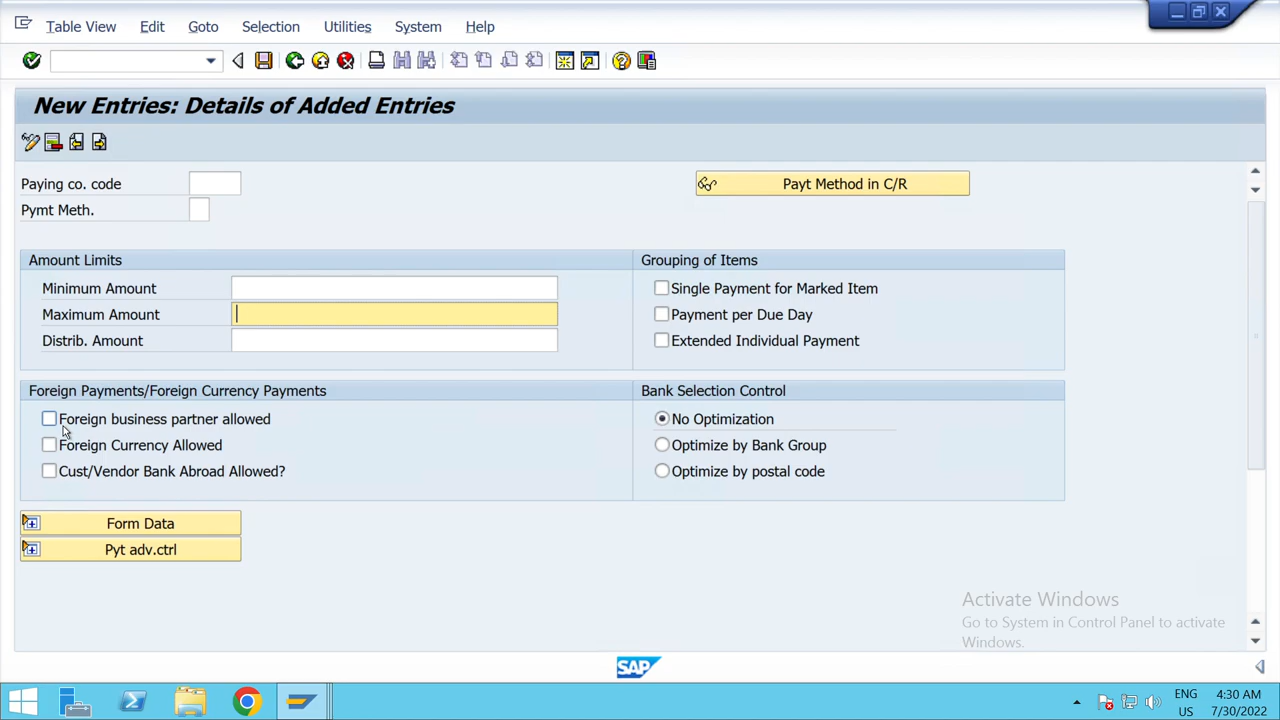 Table View Edit Goto Selection Utilities System Help
New Entries: Details of Added Entries
Paying co. code
Payt Method in C/R
Pymt Meth.
Amount Limits
Grouping of Items
Minimum Amount
Single Payment for Marked Item
Maximum Amount
Payment per Due Day
Distrib. Amount
Extended Individual Payment
Foreign Payments/Foreign Currency Payments
Bank Selection Control
Foreign business partner allowed
No Optimization
Foreign Currency Allowed
Optimize by Bank Group
Cust/Vendor Bank Abroad Allowed?
Optimize by postal code
Form Data
Pyt adv.ctrl
Activate Windows
Go to System in Control Panel to activate
Windows.
SAP
ENG
US
4:30 AM
7/30/2022